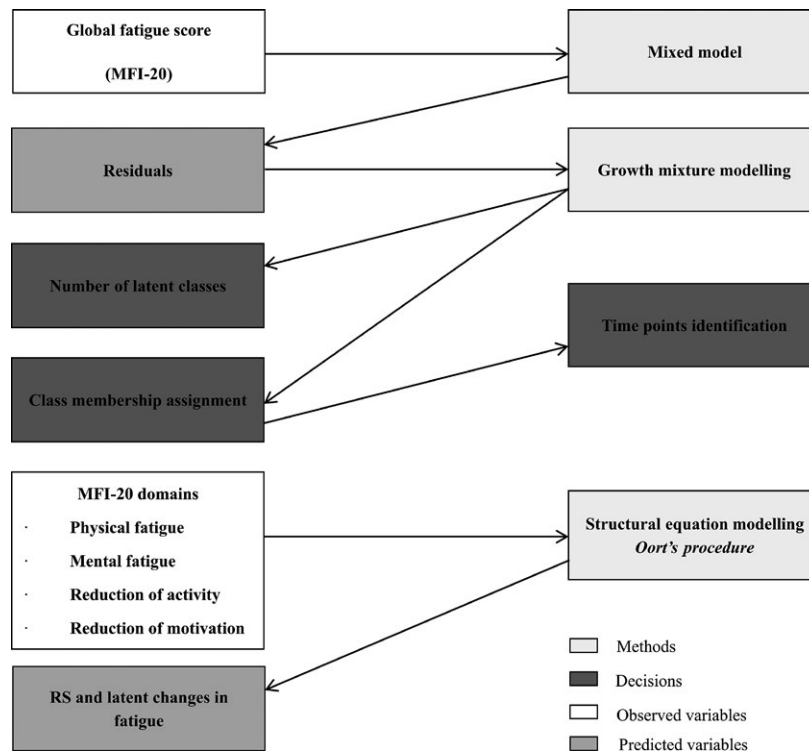 Global fatigue score
(MFI-20)
Mixed model
Residuals
Growth mixture modelling
Number of latent classes
Time points identification
Class membership assignment
MFI-20 domains
· Physical fatigue
· Mental fatigue
· Reduction of activity
· Reduction of motivation
Structural equation modelling
Oort's procedure
RS and latent changes in
fatigue
Methods
Decisions
Observed variables
Predicted variables